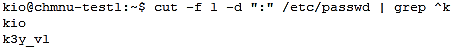 kio@chmnu-test1:~$ cut -f 1 -d ":" /etc/passwd | grep ^k
kio
k3y_vl